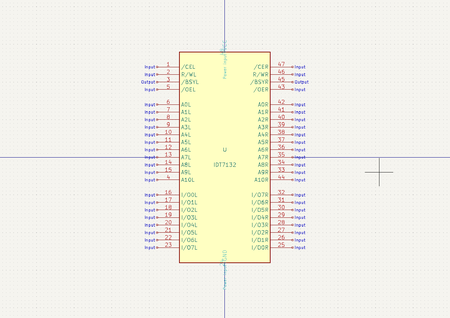 Input 1 /CEL /CER 47 Input
Input 2 R/WL R/WR 46 Input
Output 3 /BSYL /BSYR 45 Output
Input 5 /OEL /OER 43 Input
Input 6 A0L A0R 42 Input
Input 7 A1L A1R 41 Input
Input 8 A2L A2R 40 Input
Input 9 A3L A3R 39 Input
Input 10 A4L A4R 38 Input
Input 11 A5L A5R 37 Input
Input 12 A6L A6R 36 Input
Input 13 A7L A7R 35 Input
Input 14 A8L A8R 34 Input
Input 15 A9L A9R 33 Input
Input 4 A10L A10R 44 Input
U
IDT7132
Input 16 I/O0L I/O7R 32 Input
Input 17 I/O1L I/O6R 31 Input
Input 18 I/O2L I/O5R 30 Input
Input 19 I/O3L I/O4R 29 Input
Input 20 I/O4L I/O3R 28 Input
Input 21 I/O5L I/O2R 27 Input
Input 22 I/O6L I/O1R 26 Input
Input 23 I/O7L I/O0R 25 Input